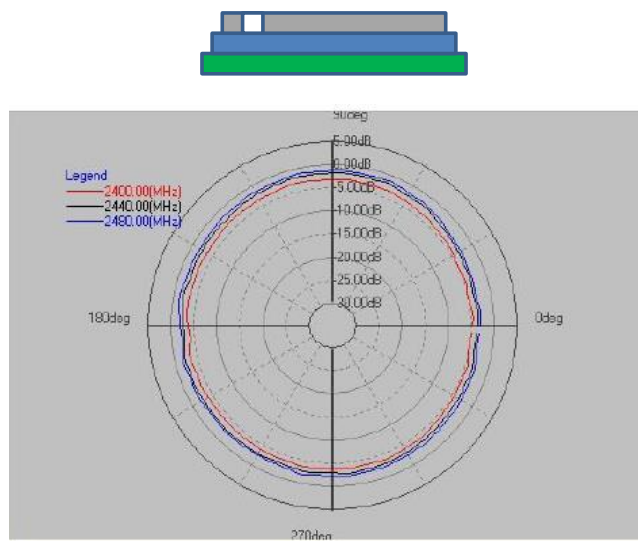 90deg
5.00dB
0.00dB
-5.00dB
-10.00dB
-15.00dB
-20.00dB
-25.00dB
-30.00dB
Legend
2400.00(MHz)
2440.00(MHz)
2480.00(MHz)
180deg
0deg
270deg